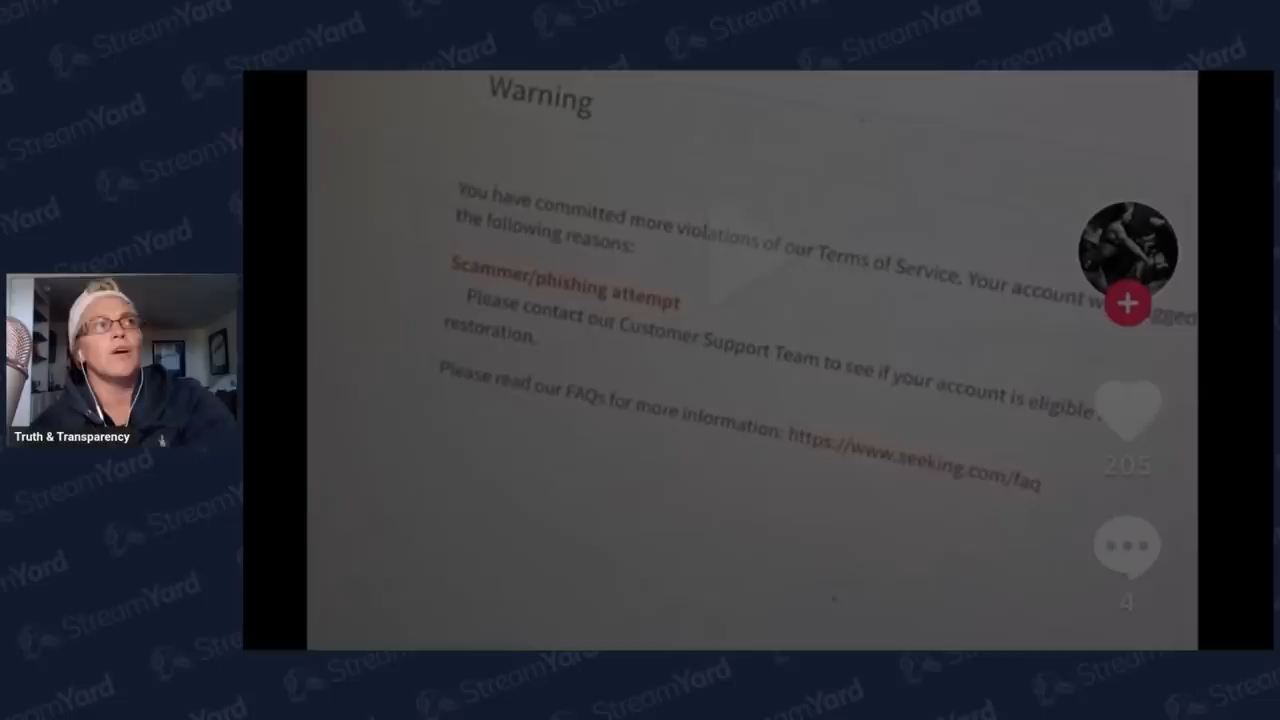 Warning
You have committed more violations of our Terms of Service. Your account
the following reasons:
Scammer/phishing attempt
Please contact our Customer Support Team to see if your account is eligible
restoration.
Please read our FAQs for more information: https://www.seeking.com/faq
205
4
Truth & Transparency
StreamYard